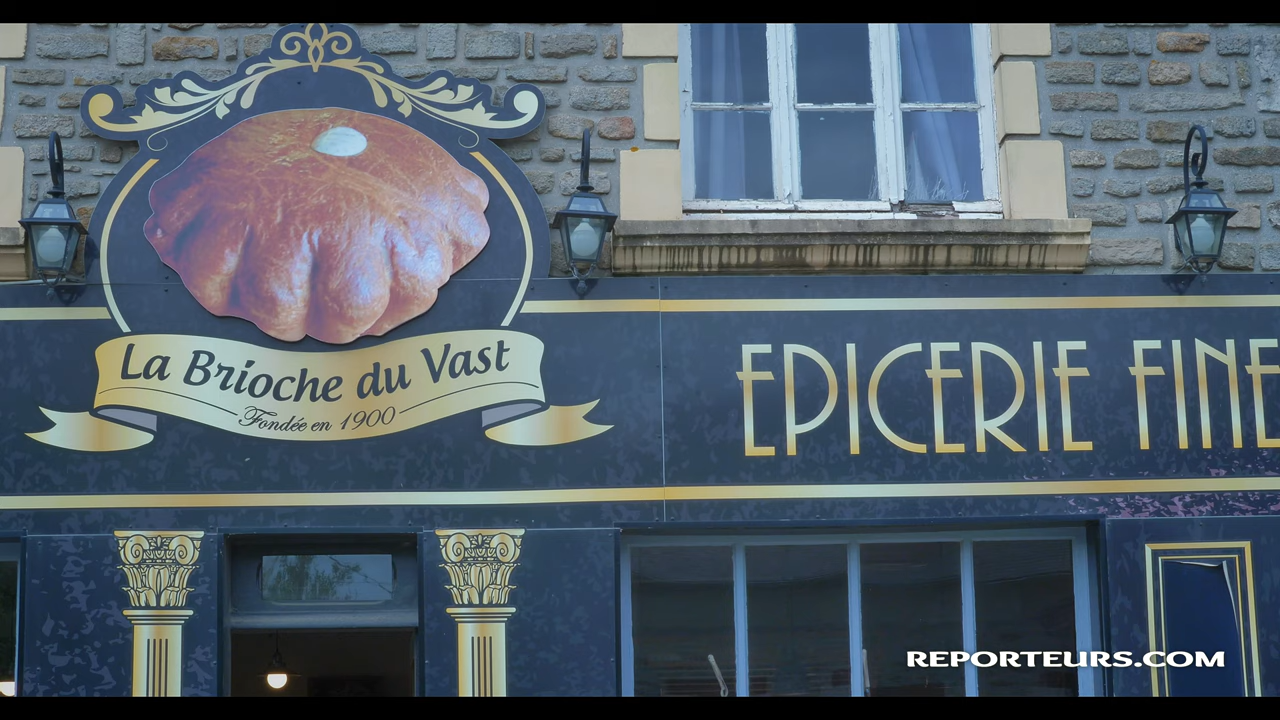 La Brioche du Vast
Fondée en 1900
EPICERIE FINE
REPORTEURS.COM